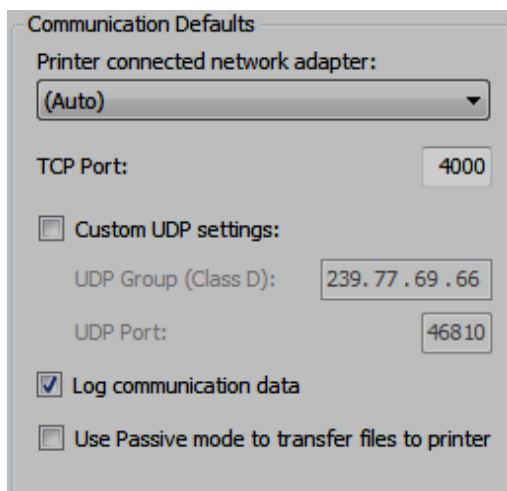 Communication Defaults
Printer connected network adapter:
(Auto)
TCP Port: 4000
Custom UDP settings:
UDP Group (Class D): 239.77.69.66
UDP Port: 46810
Log communication data
Use Passive mode to transfer files to printer